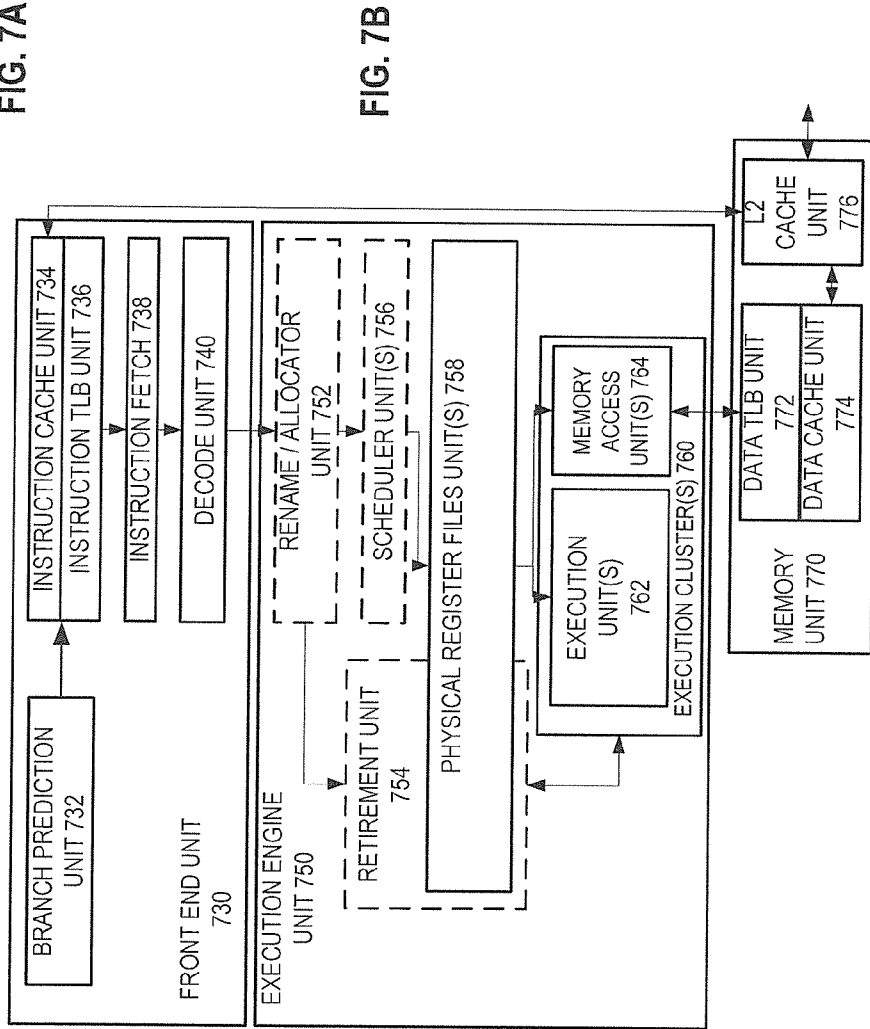 FIG. 7A
FIG. 7B
BRANCH PREDICTION
UNIT 732
INSTRUCTION CACHE UNIT 734
INSTRUCTION TLB UNIT 736
INSTRUCTION FETCH 738
DECODE UNIT 740
FRONT END UNIT
730
EXECUTION ENGINE
UNIT 750
RENAME / ALLOCATOR
UNIT 752
SCHEDULER UNIT(S) 756
RETIREMENT UNIT
754
PHYSICAL REGISTER FILES UNIT(S) 758
EXECUTION
UNIT(S)
762
MEMORY
ACCESS
UNIT(S) 764
EXECUTION CLUSTER(S) 760
MEMORY
UNIT 770
DATA TLB UNIT
772
DATA CACHE UNIT
774
L2
CACHE
UNIT
776